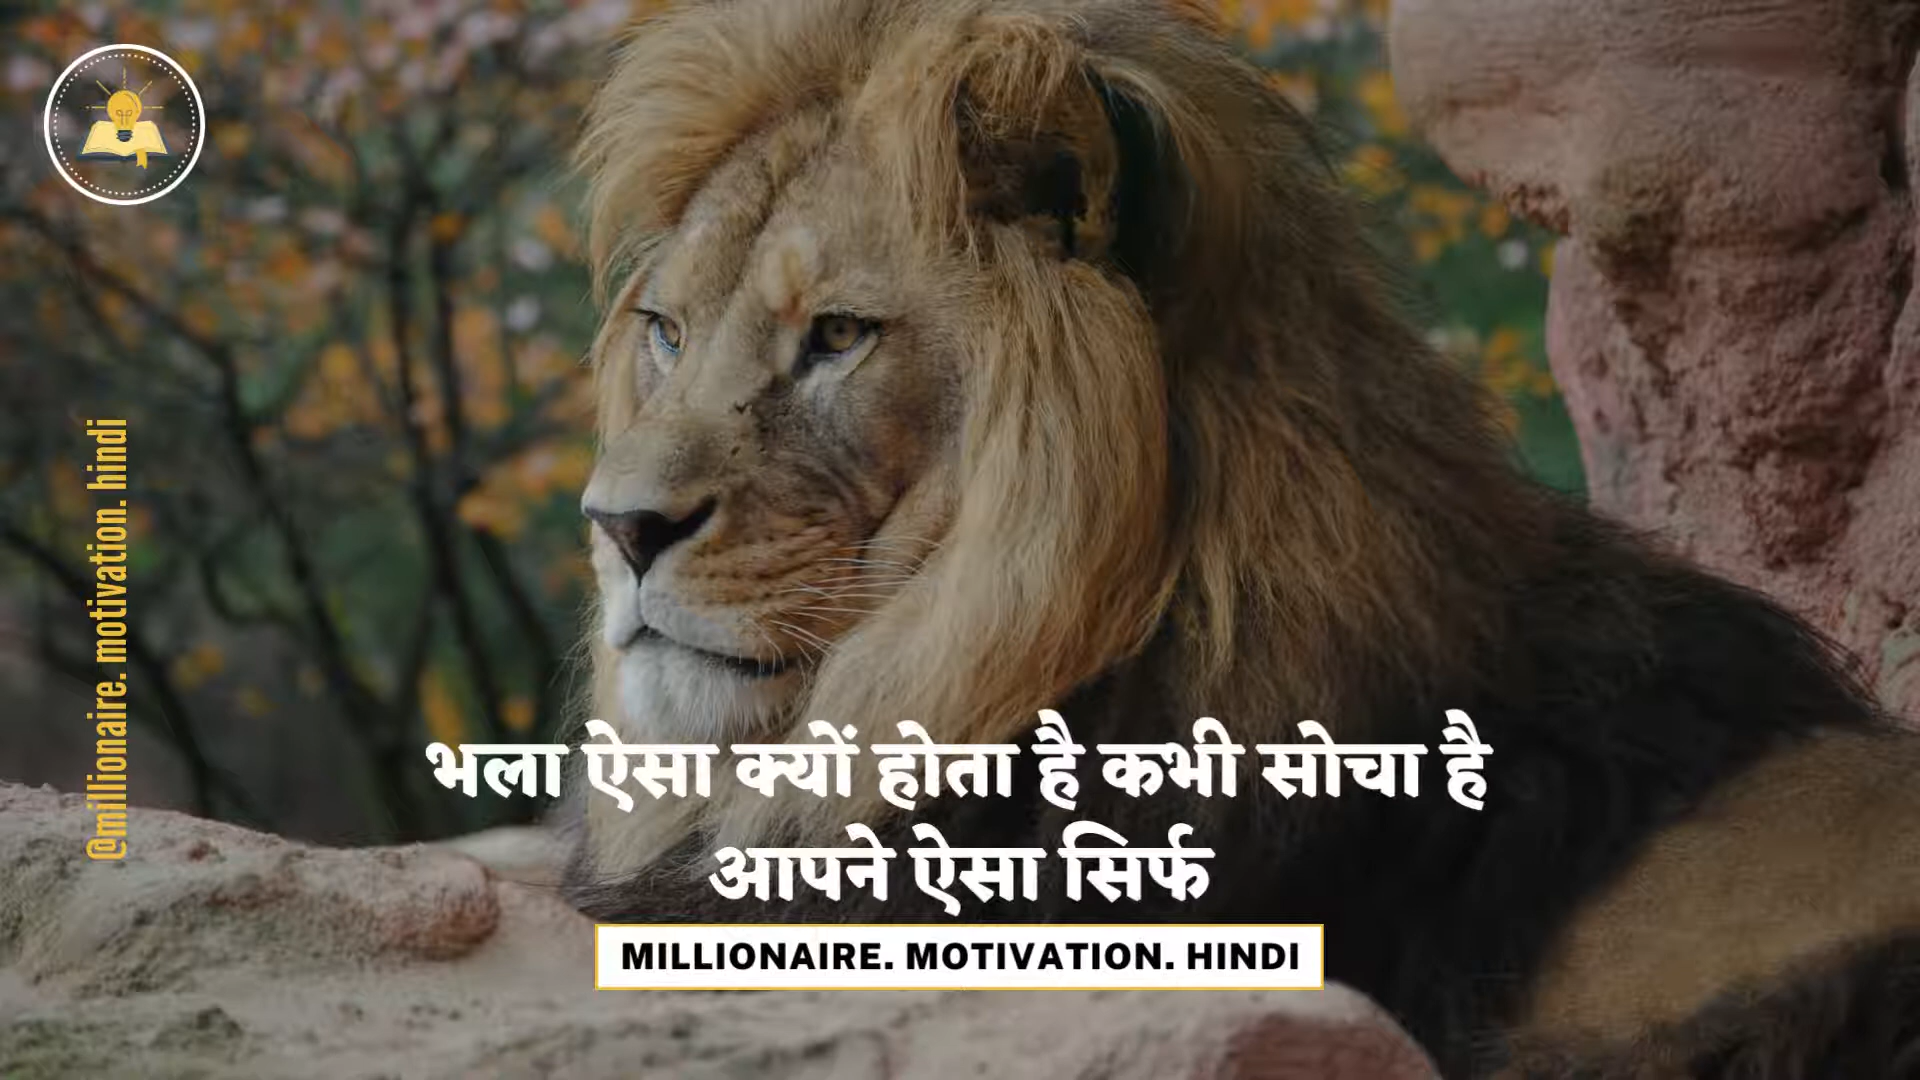 @millionaire. motivation. hindi
भला ऐसा क्यों होता है कभी सोचा है
आपने ऐसा सिर्फ
MILLIONAIRE. MOTIVATION. HINDI